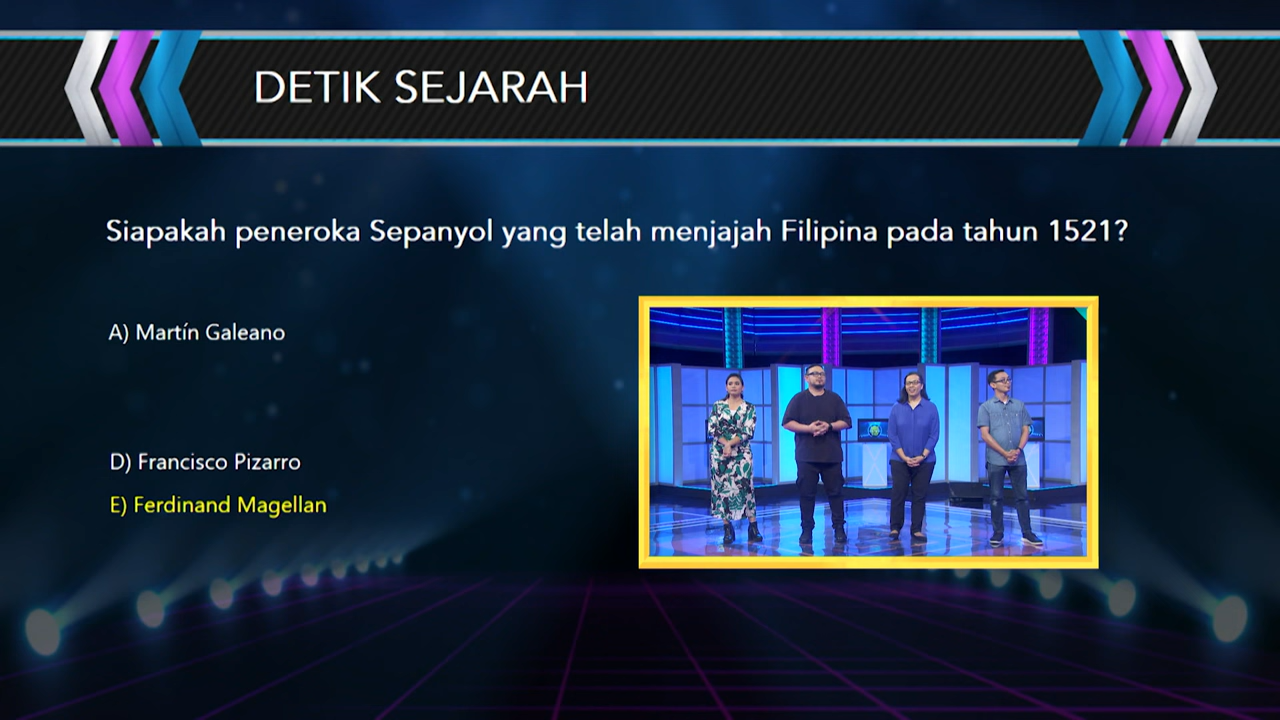 DETIK SEJARAH
Siapakah peneroka Sepanyol yang telah menjajah Filipina pada tahun 1521?
A) Martín Galeano
D) Francisco Pizarro
E) Ferdinand Magellan